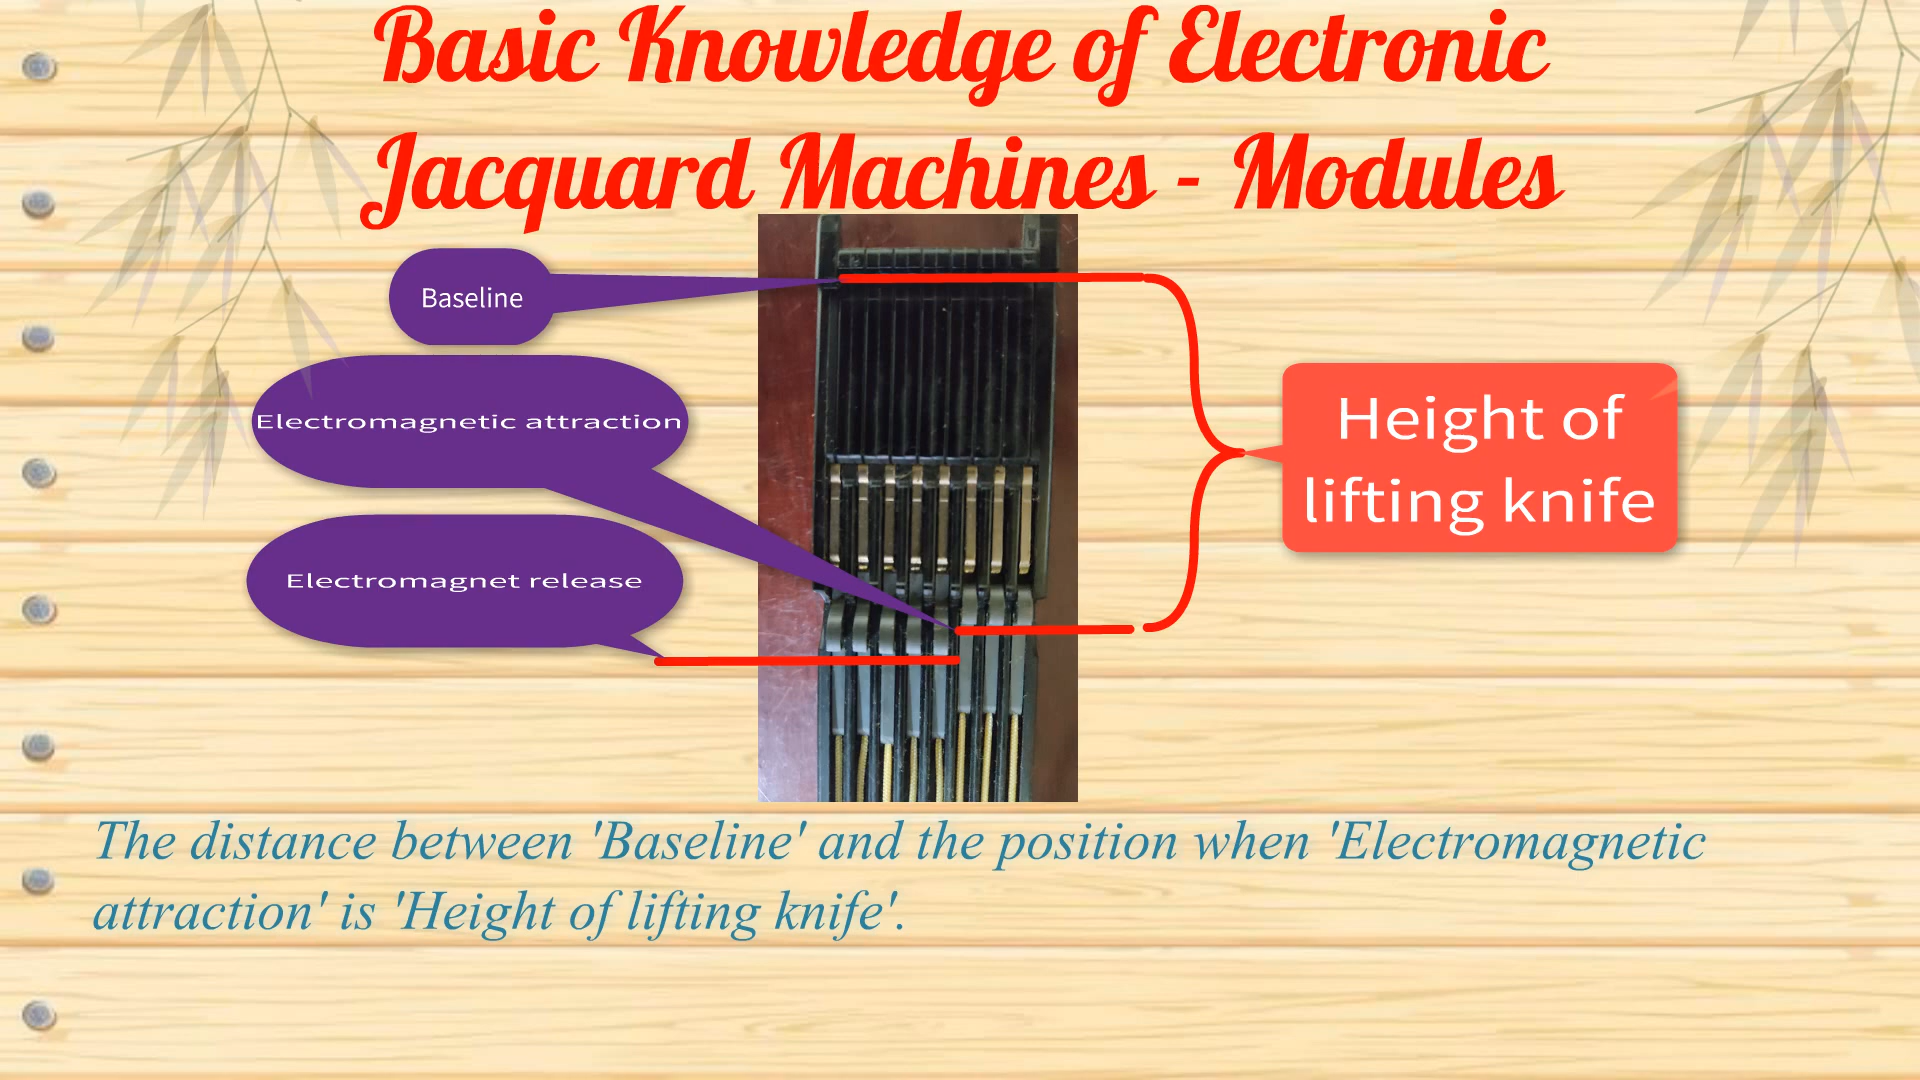 Basic Knowledge of Electronic
Jacquard Machines - Modules
Baseline
Electromagnetic attraction
Electromagnet release
Height of
lifting knife
The distance between 'Baseline' and the position when 'Electromagnetic
attraction' is 'Height of lifting knife'.